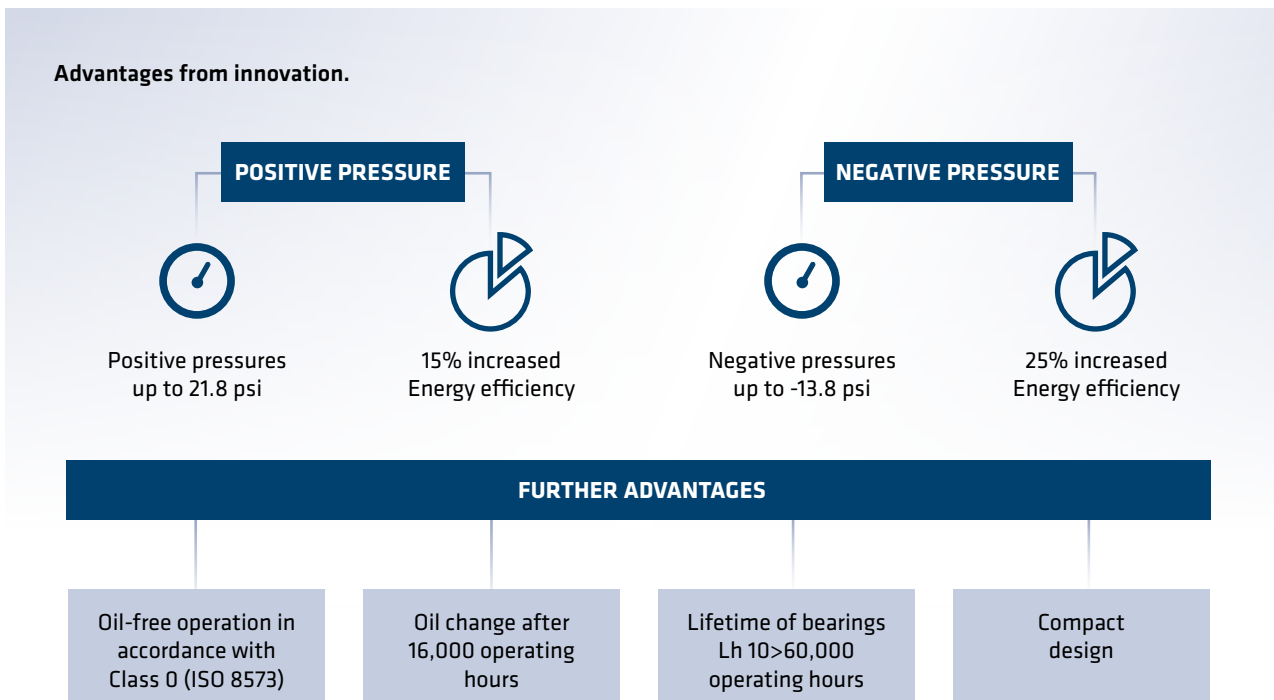 Advantages from innovation.
POSITIVE PRESSURE
NEGATIVE PRESSURE
Positive pressures
up to 21.8 psi
15% increased
Energy efficiency
Negative pressures
up to -13.8 psi
25% increased
Energy efficiency
FURTHER ADVANTAGES
Oil-free operation in
accordance with
Class 0 (ISO 8573)
Oil change after
16,000 operating
hours
Lifetime of bearings
Lh 10>60,000
operating hours
Compact
design